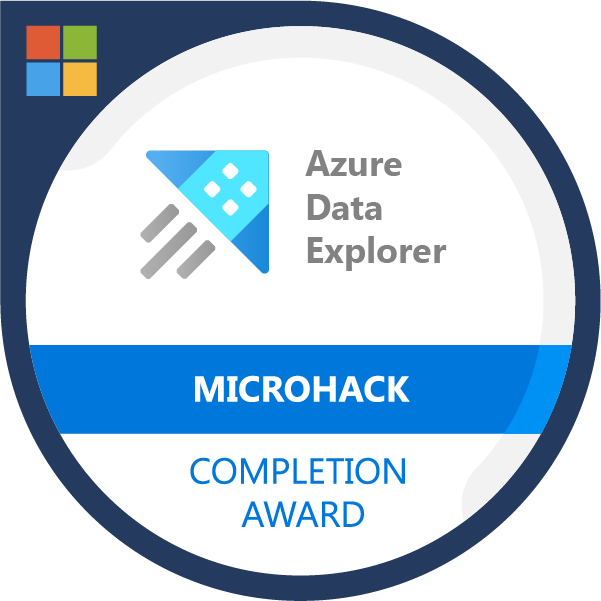 Azure
Data
Explorer
MICROHACK
COMPLETION
AWARD